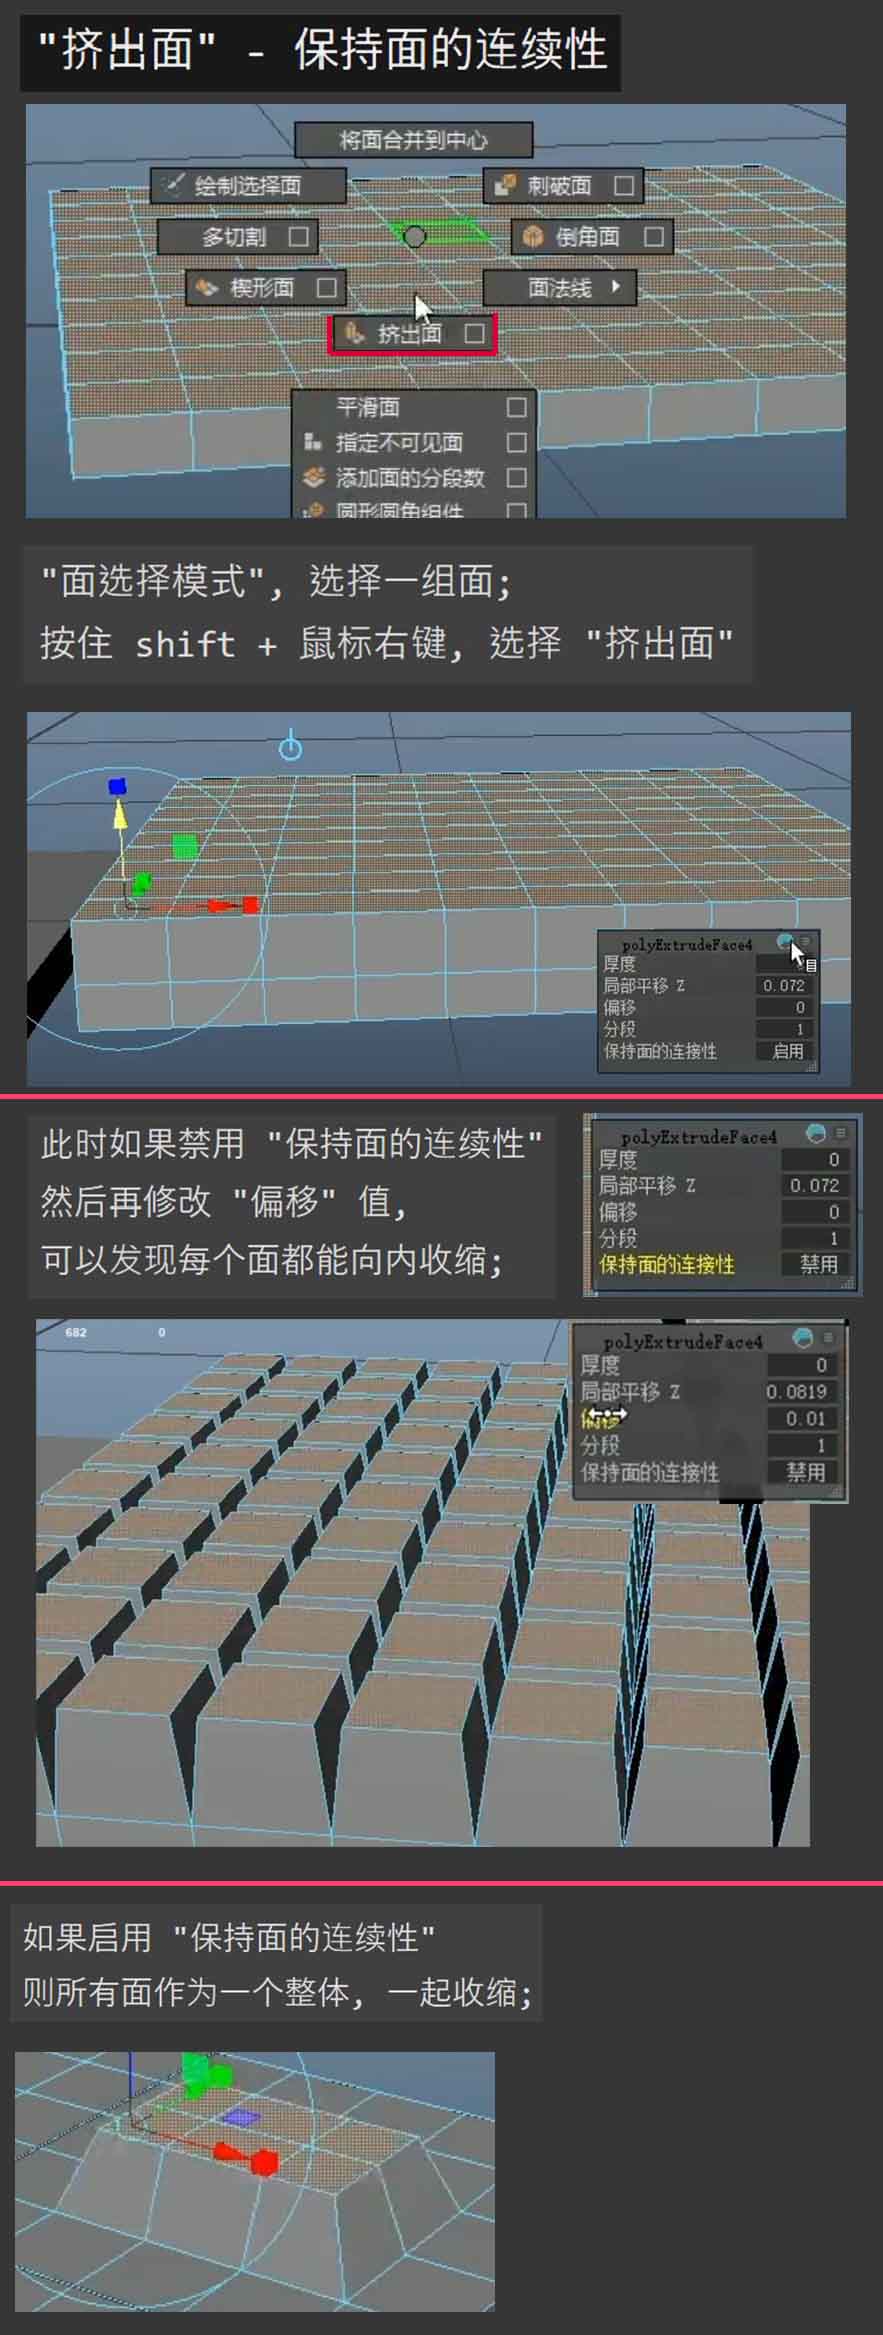 "挤出面" - 保持面的连续性
将面合并到中心
绘制选择面
刺破面
多切割
倒角面
楔形面
面法线
挤出面
平滑面
指定不可见面
添加面的分段数
圆形圆角组件
"面选择模式", 选择一组面;
按住 shift + 鼠标右键, 选择 "挤出面"
polyExtrudeFace4
厚度
局部平移 Z 0.072
偏移 0
分段 1
保持面的连接性 启用
此时如果禁用 "保持面的连续性"
然后再修改 "偏移" 值,
可以发现每个面都能向内收缩;
polyExtrudeFace4
厚度 0
局部平移 Z 0.072
偏移 0
分段 1
保持面的连接性 禁用
682 0
polyExtrudeFace4
厚度 0
局部平移 Z 0.0819
0.01
分段 1
保持面的连接性 禁用
如果启用 "保持面的连续性"
则所有面作为一个整体, 一起收缩;